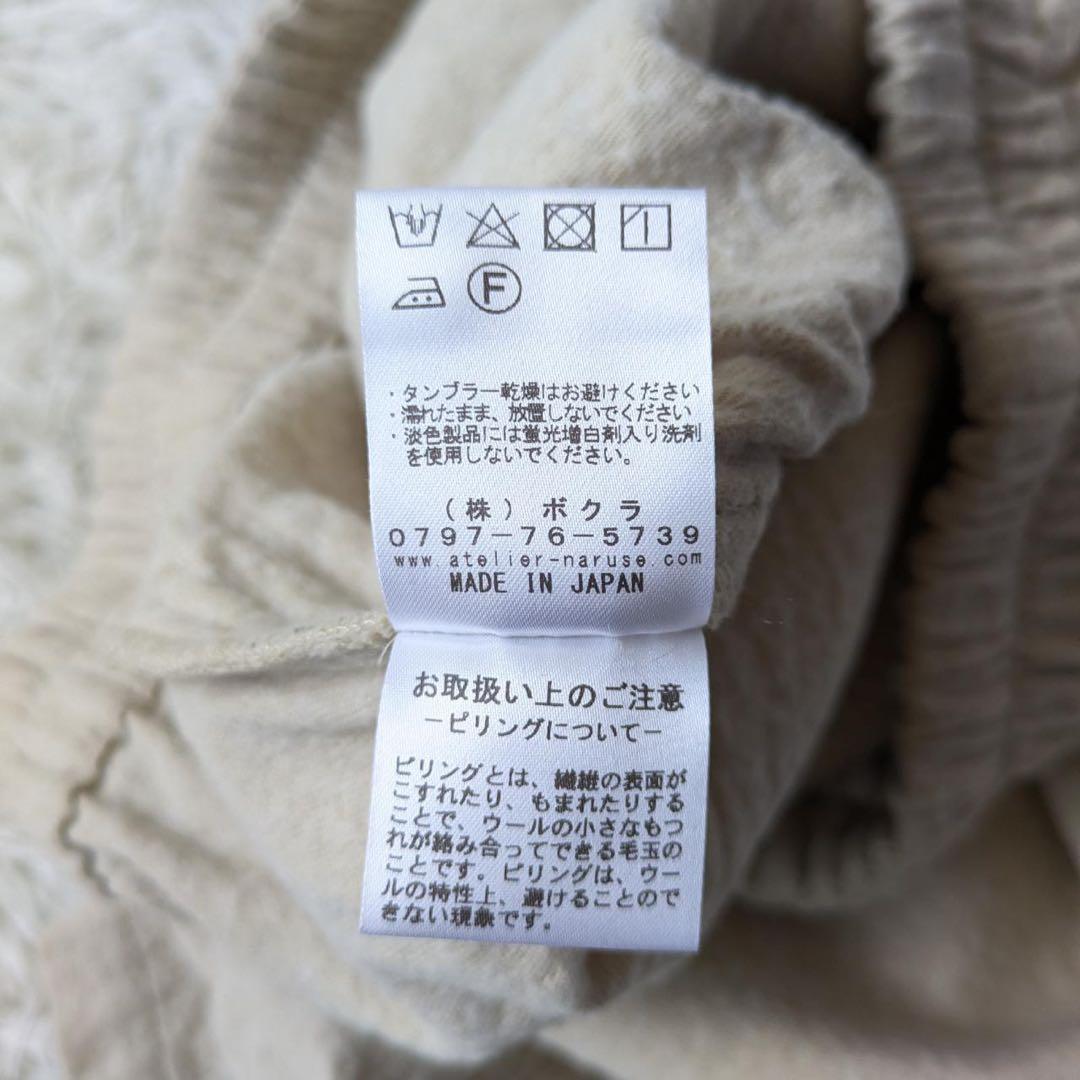 F
・タンブラー乾燥はお避けください
・濡れたまま、放置しないでください
・淡色製品には蛍光増白剤入り洗剤
を使用しないでください。
（株）ボクラ
0797-76-5739
www.atelier-naruse.com
MADE IN JAPAN
お取扱い上のご注意
－ピリングについて－
ピリングとは、繊維の表面が
こすれたり、もまれたりする
ことで、ウールの小さなもつ
れが絡み合ってできる毛玉の
ことです。ピリングは、ウー
ルの特性上、避けることので
きない現象です。